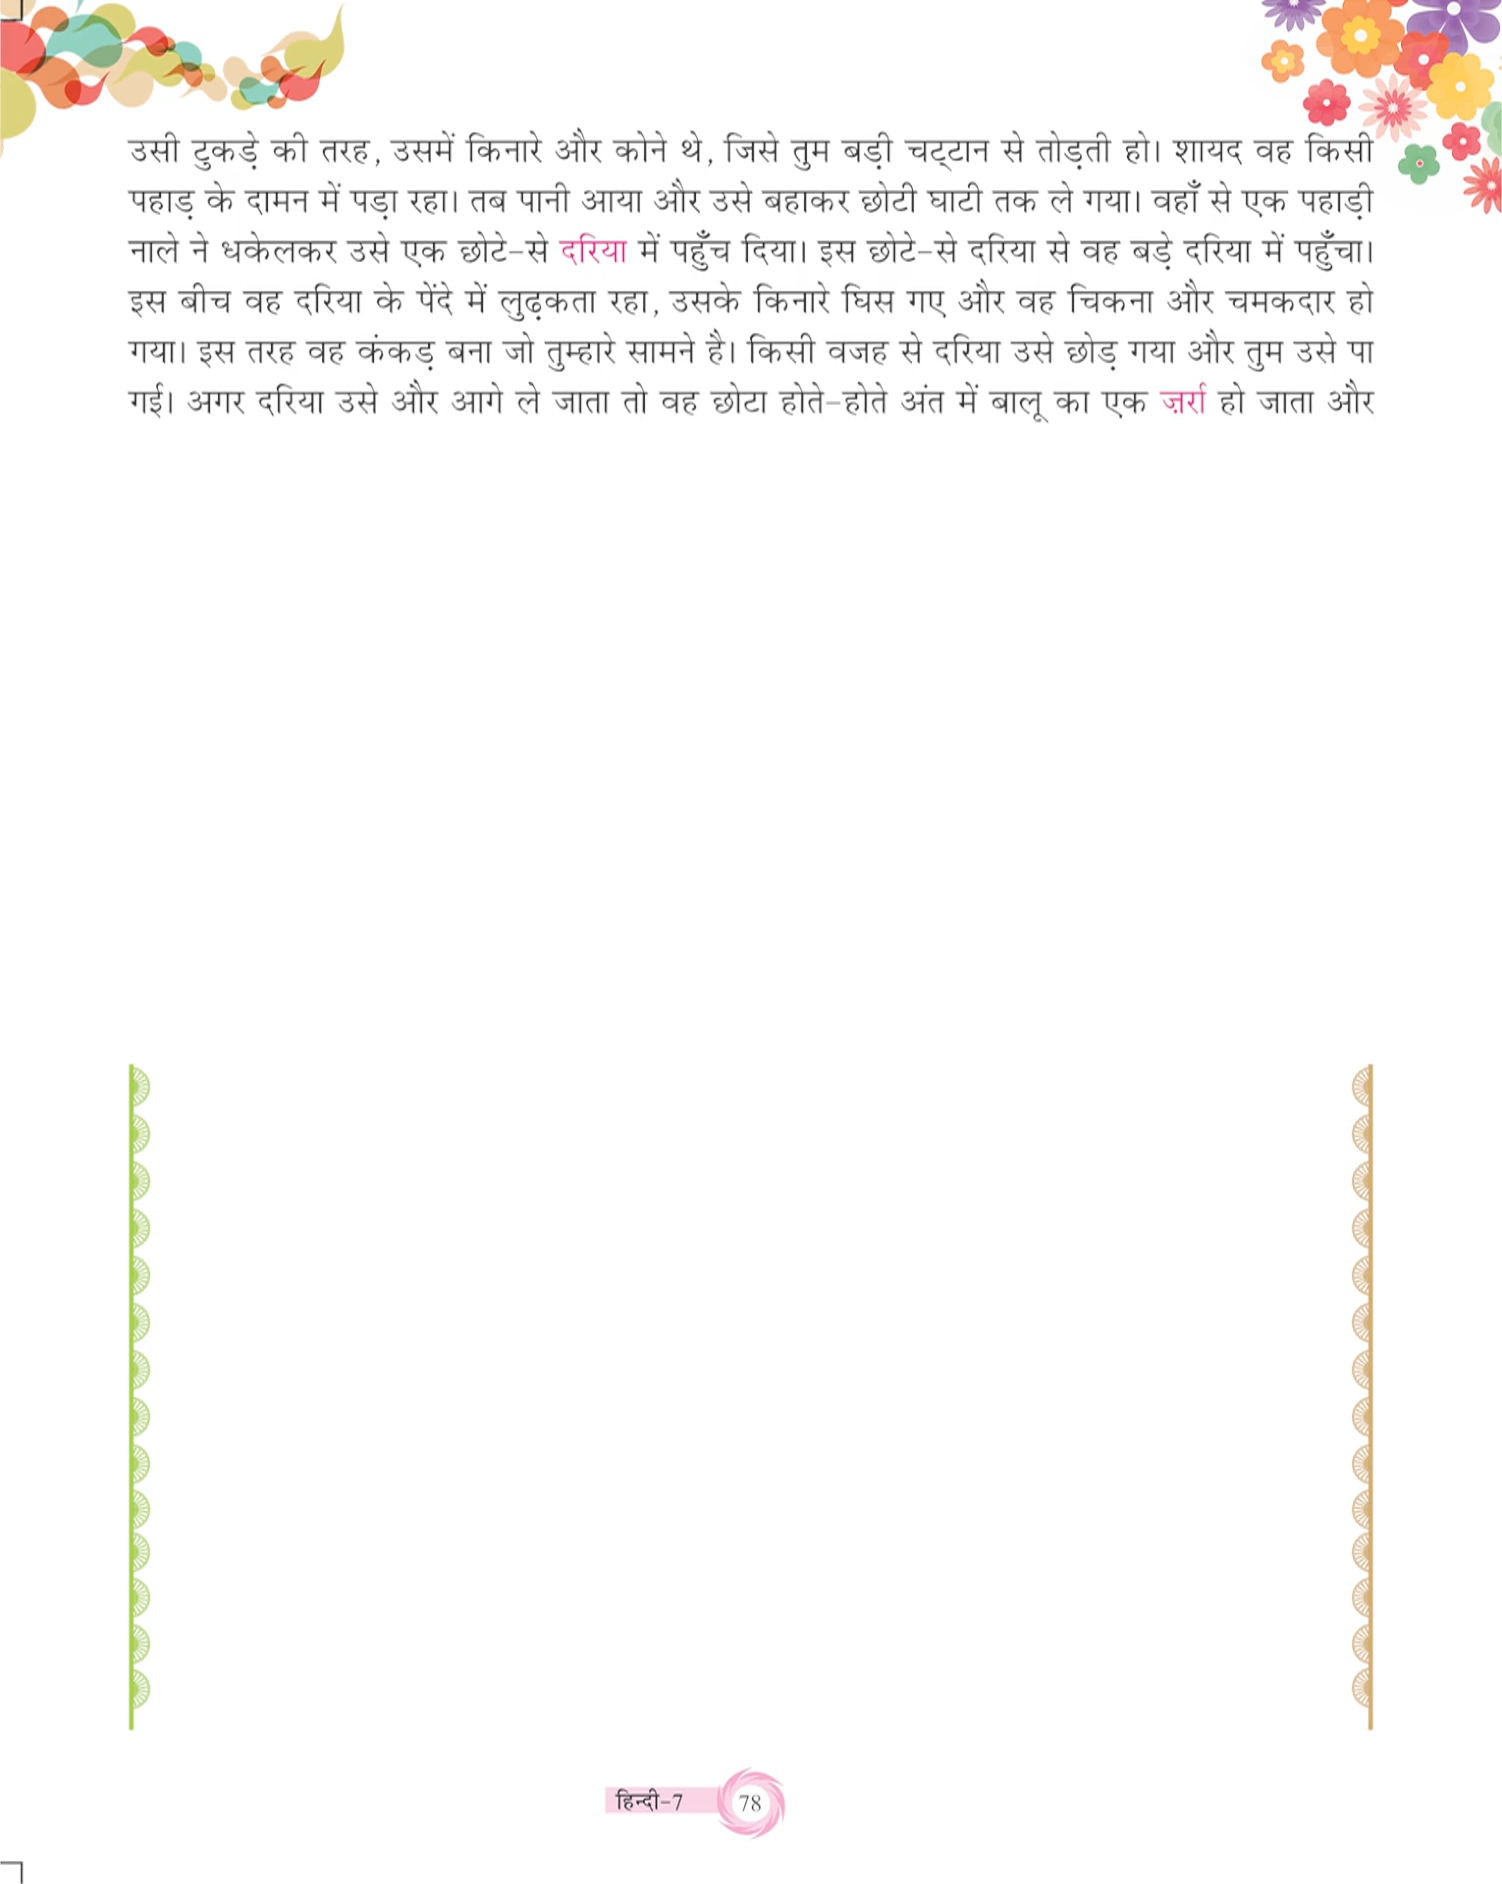 उसी टुकड़े की तरह, उसमें किनारे और कोने थे, जिसे तुम बड़ी चट्टान से तोड़ती हो। शायद वह किसी
पहाड़ के दामन में पड़ा रहा। तब पानी आया और उसे बहाकर छोटी घाटी तक ले गया। वहाँ से एक पहाड़ी
नाले ने धकेलकर उसे एक छोटे-से दरिया में पहुँच दिया। इस छोटे-से दरिया से वह बड़े दरिया में पहुँचा।
इस बीच वह दरिया के पेंदे में लुढ़कता रहा, उसके किनारे घिस गए और वह चिकना और चमकदार हो
गया। इस तरह वह कंकड़ बना जो तुम्हारे सामने है। किसी वजह से दरिया उसे छोड़ गया और तुम उसे पा
गई। अगर दरिया उसे और आगे ले जाता तो वह छोटा होते-होते अंत में बालू का एक ज़र्रा हो जाता और
हिन्दी-7 78